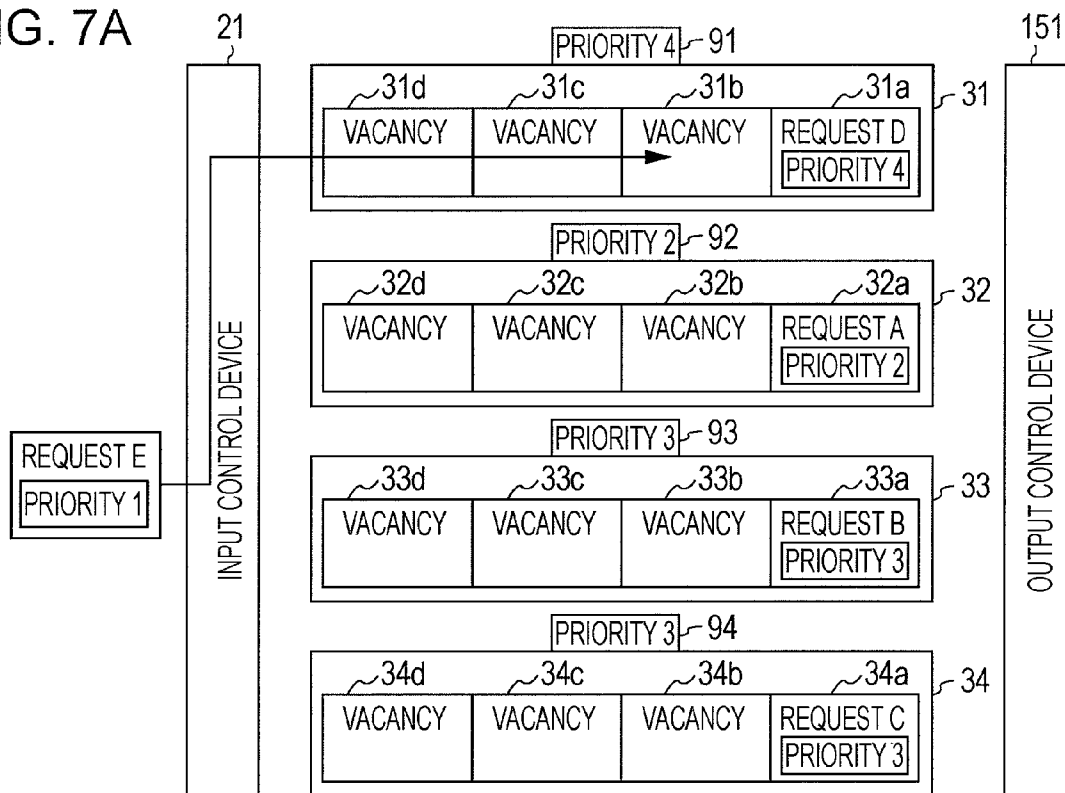 IG. 7A
21
151
PRIORITY 4
91
31d
31c
31b
31a
31
VACANCY
VACANCY
VACANCY
REQUEST D
PRIORITY 4
PRIORITY 2
92
32d
32c
32b
32a
32
VACANCY
VACANCY
VACANCY
REQUEST A
PRIORITY 2
PRIORITY 3
93
33d
33c
33b
33a
33
VACANCY
VACANCY
VACANCY
REQUEST B
PRIORITY 3
PRIORITY 3
94
34d
34c
34b
34a
34
VACANCY
VACANCY
VACANCY
REQUEST C
PRIORITY 3
REQUEST E
PRIORITY 1
INPUT CONTROL DEVICE
OUTPUT CONTROL DEVICE